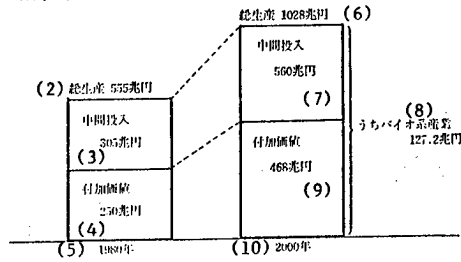 総生産 1028兆円 (6)
中間投入
560兆円
(7)
(2) 総生産 555兆円
中間投入
305兆円
(3)
うちバイオ系産業 (8)
127.2兆円
付加価値
468兆円
(9)
付加価値
250兆円
(4)
(5) 1980年
(10) 2000年